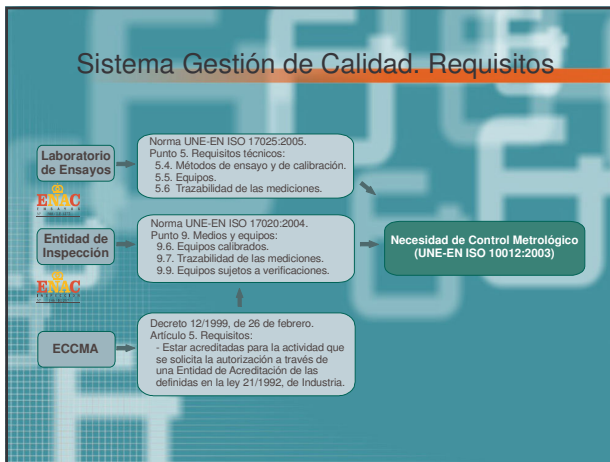 Sistema Gestión de Calidad. Requisitos
Laboratorio
de Ensayos
Norma UNE-EN ISO 17025:2005.
Punto 5. Requisitos técnicos:
5.4. Métodos de ensayo y de calibración.
5.5. Equipos.
5.6 Trazabilidad de las mediciones.
ENAC
Entidad de
Inspección
Norma UNE-EN ISO 17020:2004.
Punto 9. Medios y equipos:
9.6. Equipos calibrados.
9.7. Trazabilidad de las mediciones.
9.9. Equipos sujetos a verificaciones.
Necesidad de Control Metrológico
(UNE-EN ISO 10012:2003)
ENAC
ECCMA
Decreto 12/1999, de 26 de febrero.
Artículo 5. Requisitos:
- Estar acreditadas para la actividad que
se solicita la autorización a través de
una Entidad de Acreditación de las
definidas en la ley 21/1992, de Industria.